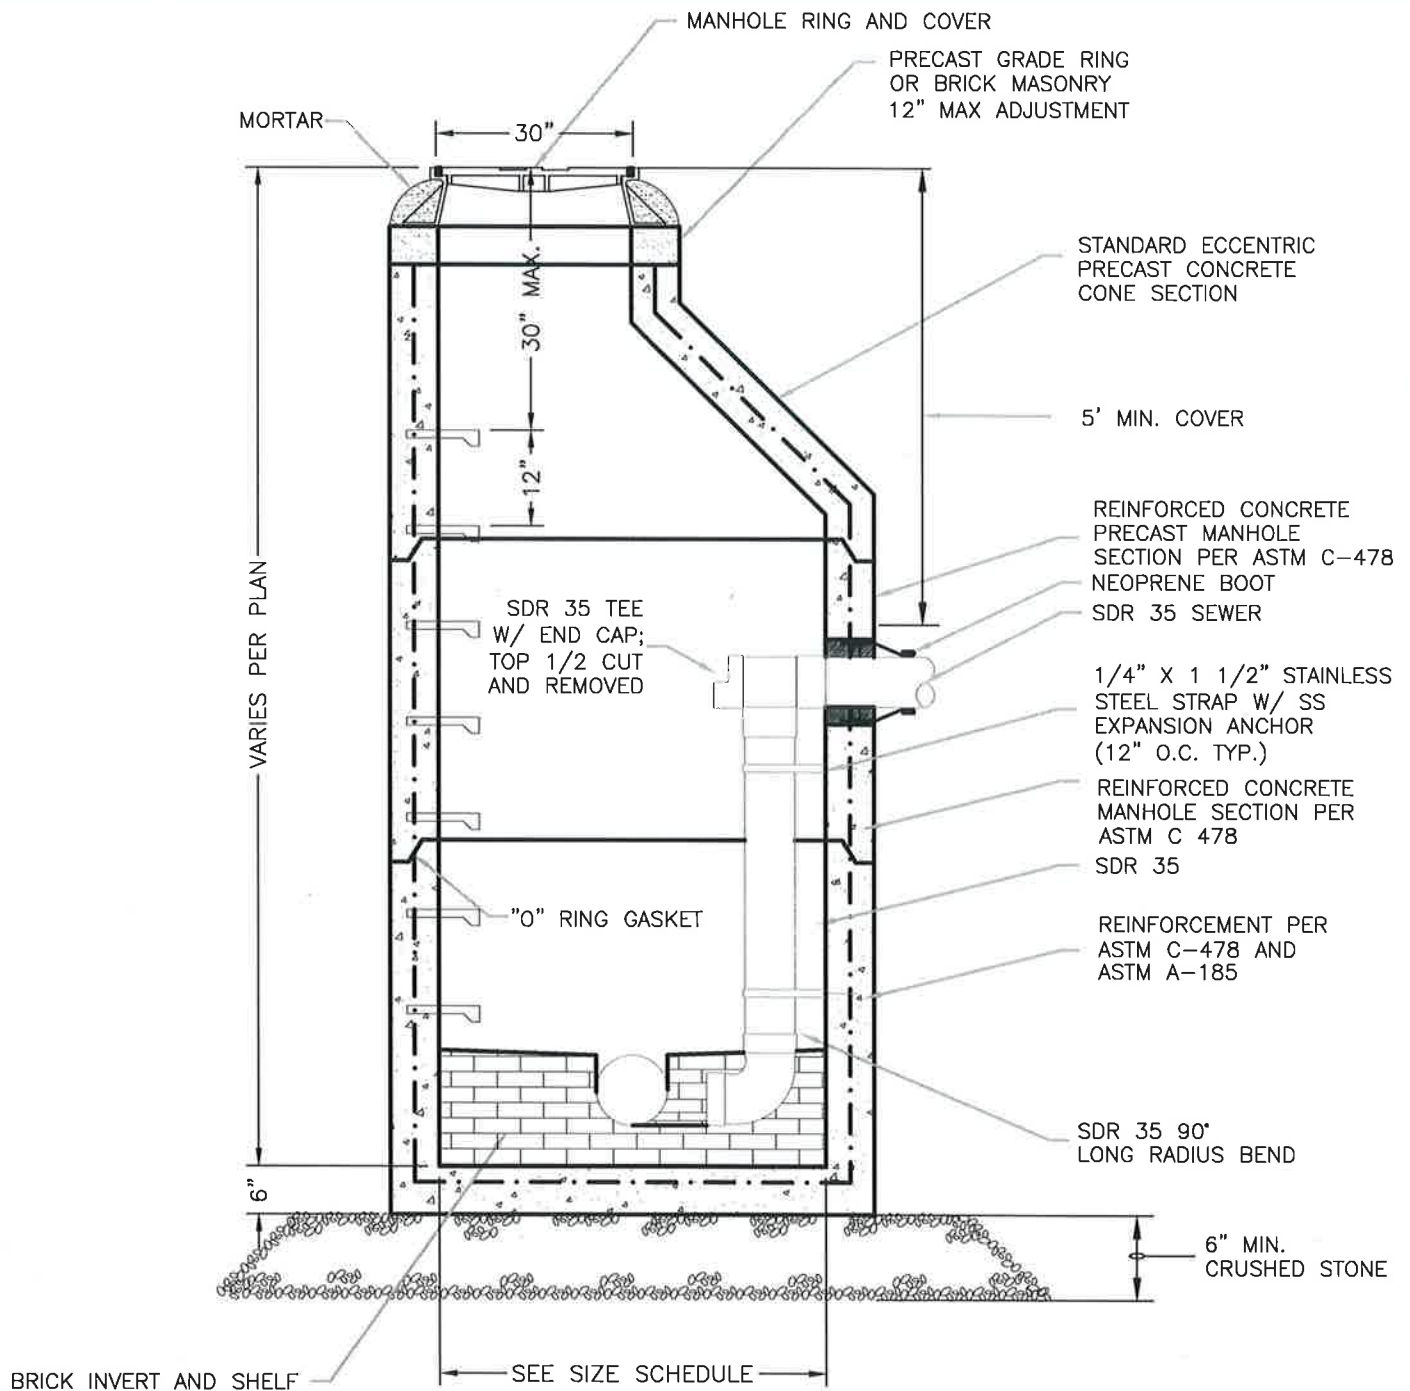 MANHOLE RING AND COVER
PRECAST GRADE RING
OR BRICK MASONRY
12" MAX ADJUSTMENT
MORTAR
30"
STANDARD ECCENTRIC
PRECAST CONCRETE
CONE SECTION
30" MAX.
5' MIN. COVER
12"
REINFORCED CONCRETE
PRECAST MANHOLE
SECTION PER ASTM C-478
NEOPRENE BOOT
SDR 35 SEWER
VARIES PER PLAN
SDR 35 TEE
W/ END CAP;
TOP 1/2 CUT
AND REMOVED
1/4" X 1 1/2" STAINLESS
STEEL STRAP W/ SS
EXPANSION ANCHOR
(12" O.C. TYP.)
REINFORCED CONCRETE
MANHOLE SECTION PER
ASTM C 478
SDR 35
"O" RING GASKET
REINFORCEMENT PER
ASTM C-478 AND
ASTM A-185
SDR 35 90°
LONG RADIUS BEND
6"
6" MIN.
CRUSHED STONE
BRICK INVERT AND SHELF
SEE SIZE SCHEDULE